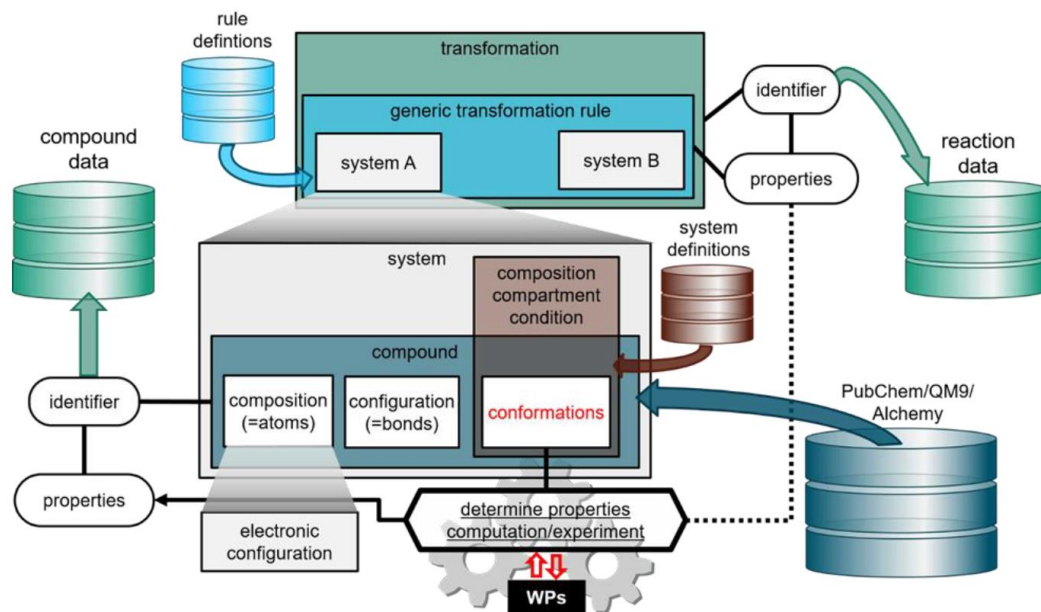 rule
defintions
transformation
generic transformation rule
system A
system B
identifier
properties
compound
data
reaction
data
system
composition
compartment
condition
system
definitions
compound
composition
(=atoms)
configuration
(=bonds)
conformations
identifier
properties
PubChem/QM9/
Alchemy
electronic
configuration
determine properties
computation/experiment
WPs